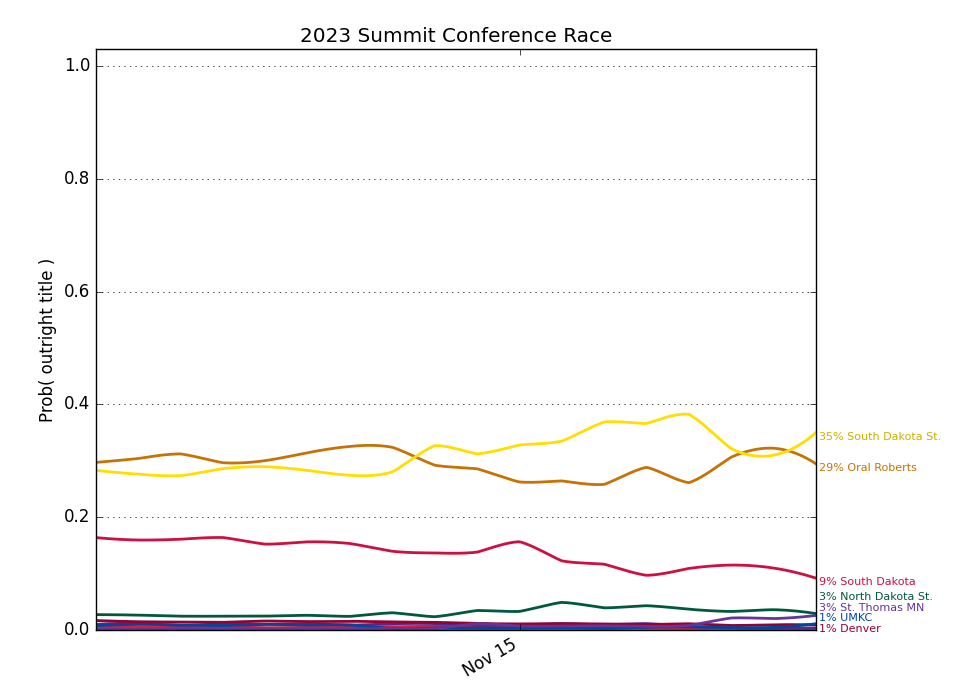 2023 Summit Conference Race
1.0
0.8
0.6
0.4
0.2
0.0
Prob( outright title )
Nov 15
35% South Dakota St.
29% Oral Roberts
9% South Dakota
3% North Dakota St.
3% St. Thomas MN
1% UMKC
1% Denver